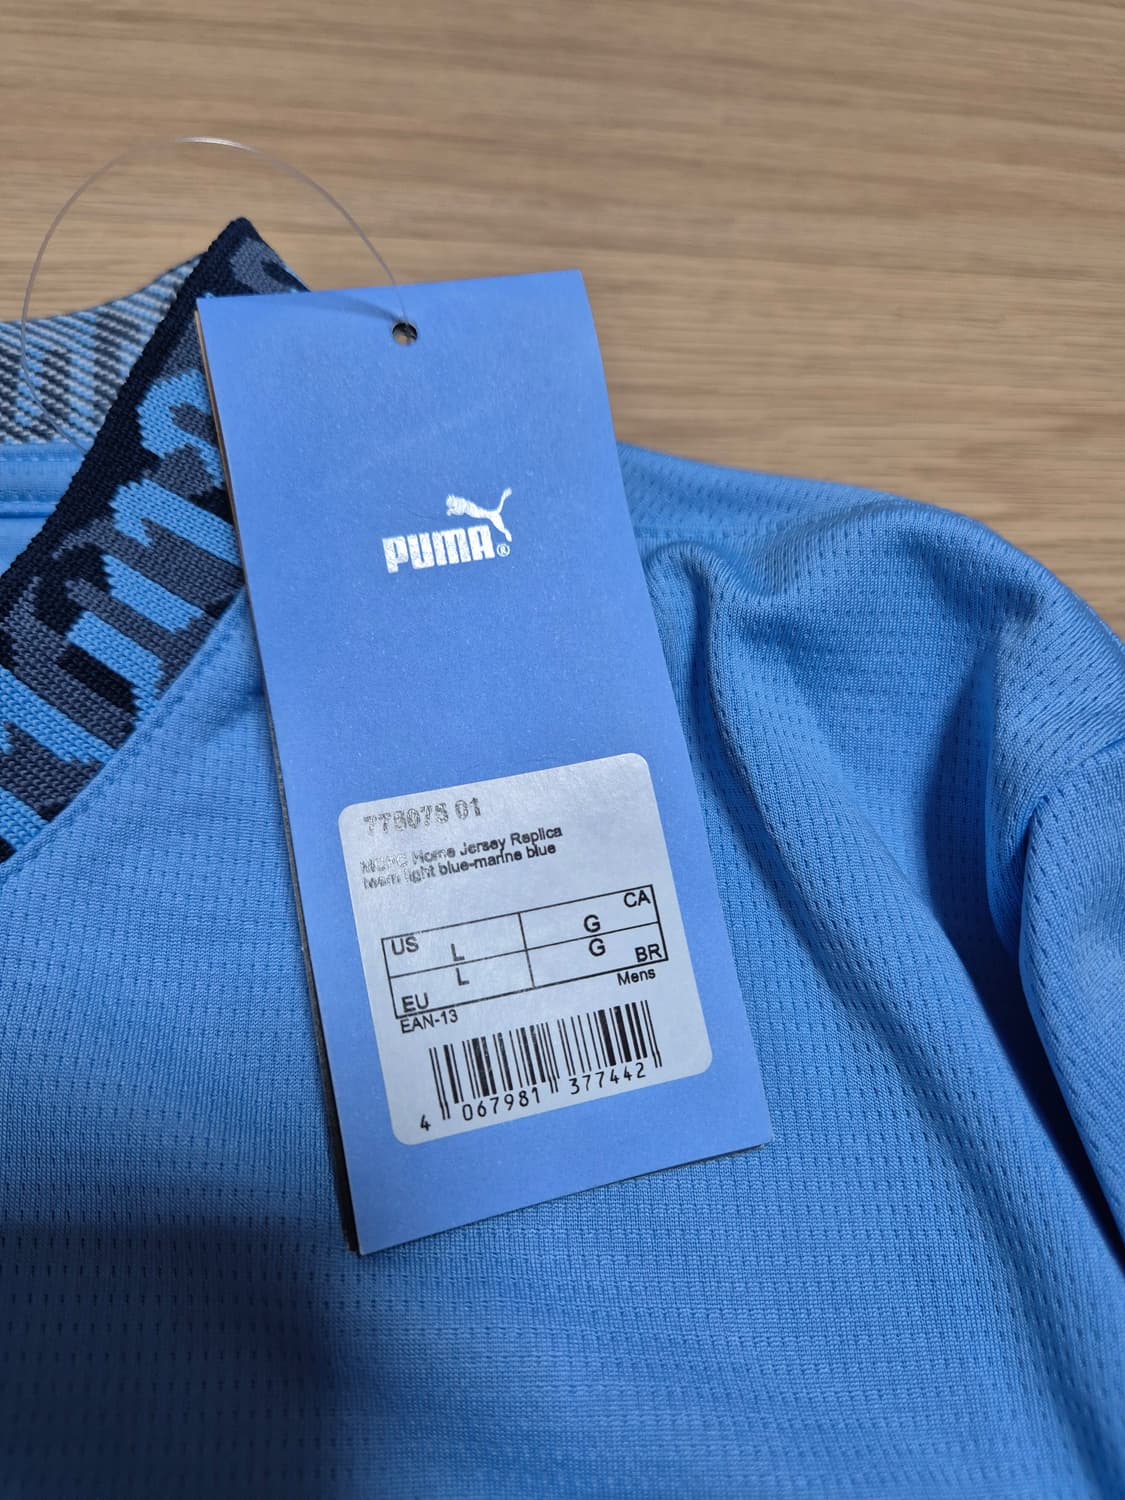 PUMA®
775075 01
MCFC Home Jersey Replica
team light blue-marine blue
US L G CA
EU L G BR
EAN-13 Mens
4 067981 377442